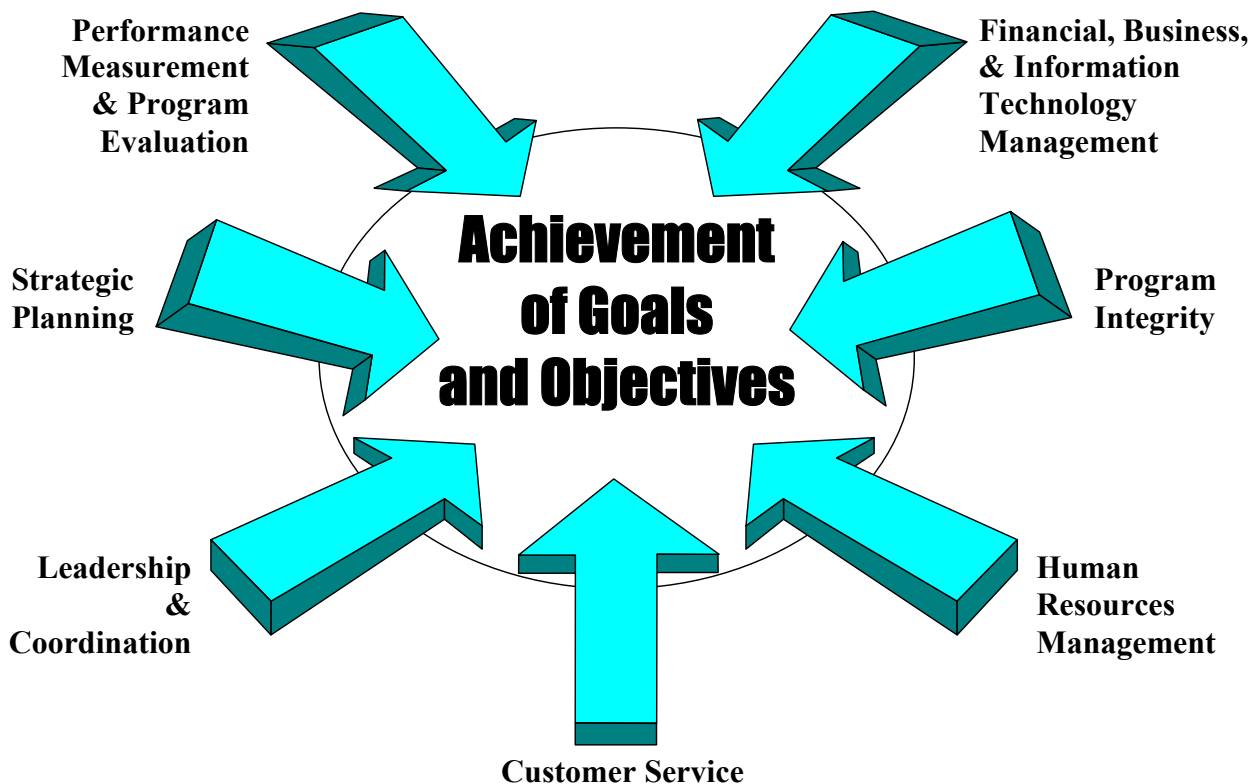 Performance
Measurement
& Program
Evaluation
Financial, Business,
& Information
Technology
Management
Strategic
Planning
Achievement
of Goals
and Objectives
Program
Integrity
Leadership
&
Coordination
Human
Resources
Management
Customer Service